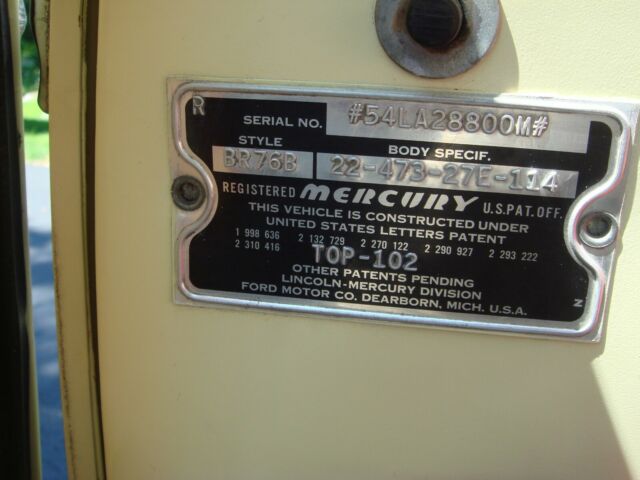 R
SERIAL NO. #54LA28800M#
STYLE BODY SPECIF.
BR76B 22-473-27E-114
REGISTERED MERCURY U.S. PAT. OFF.
THIS VEHICLE IS CONSTRUCTED UNDER
UNITED STATES LETTERS PATENT
1 998 636 2 132 729 2 270 122 2 290 927 2 293 222
2 310 416 TOP-102
OTHER PATENTS PENDING
LINCOLN-MERCURY DIVISION
FORD MOTOR CO. DEARBORN, MICH. U.S.A.
N